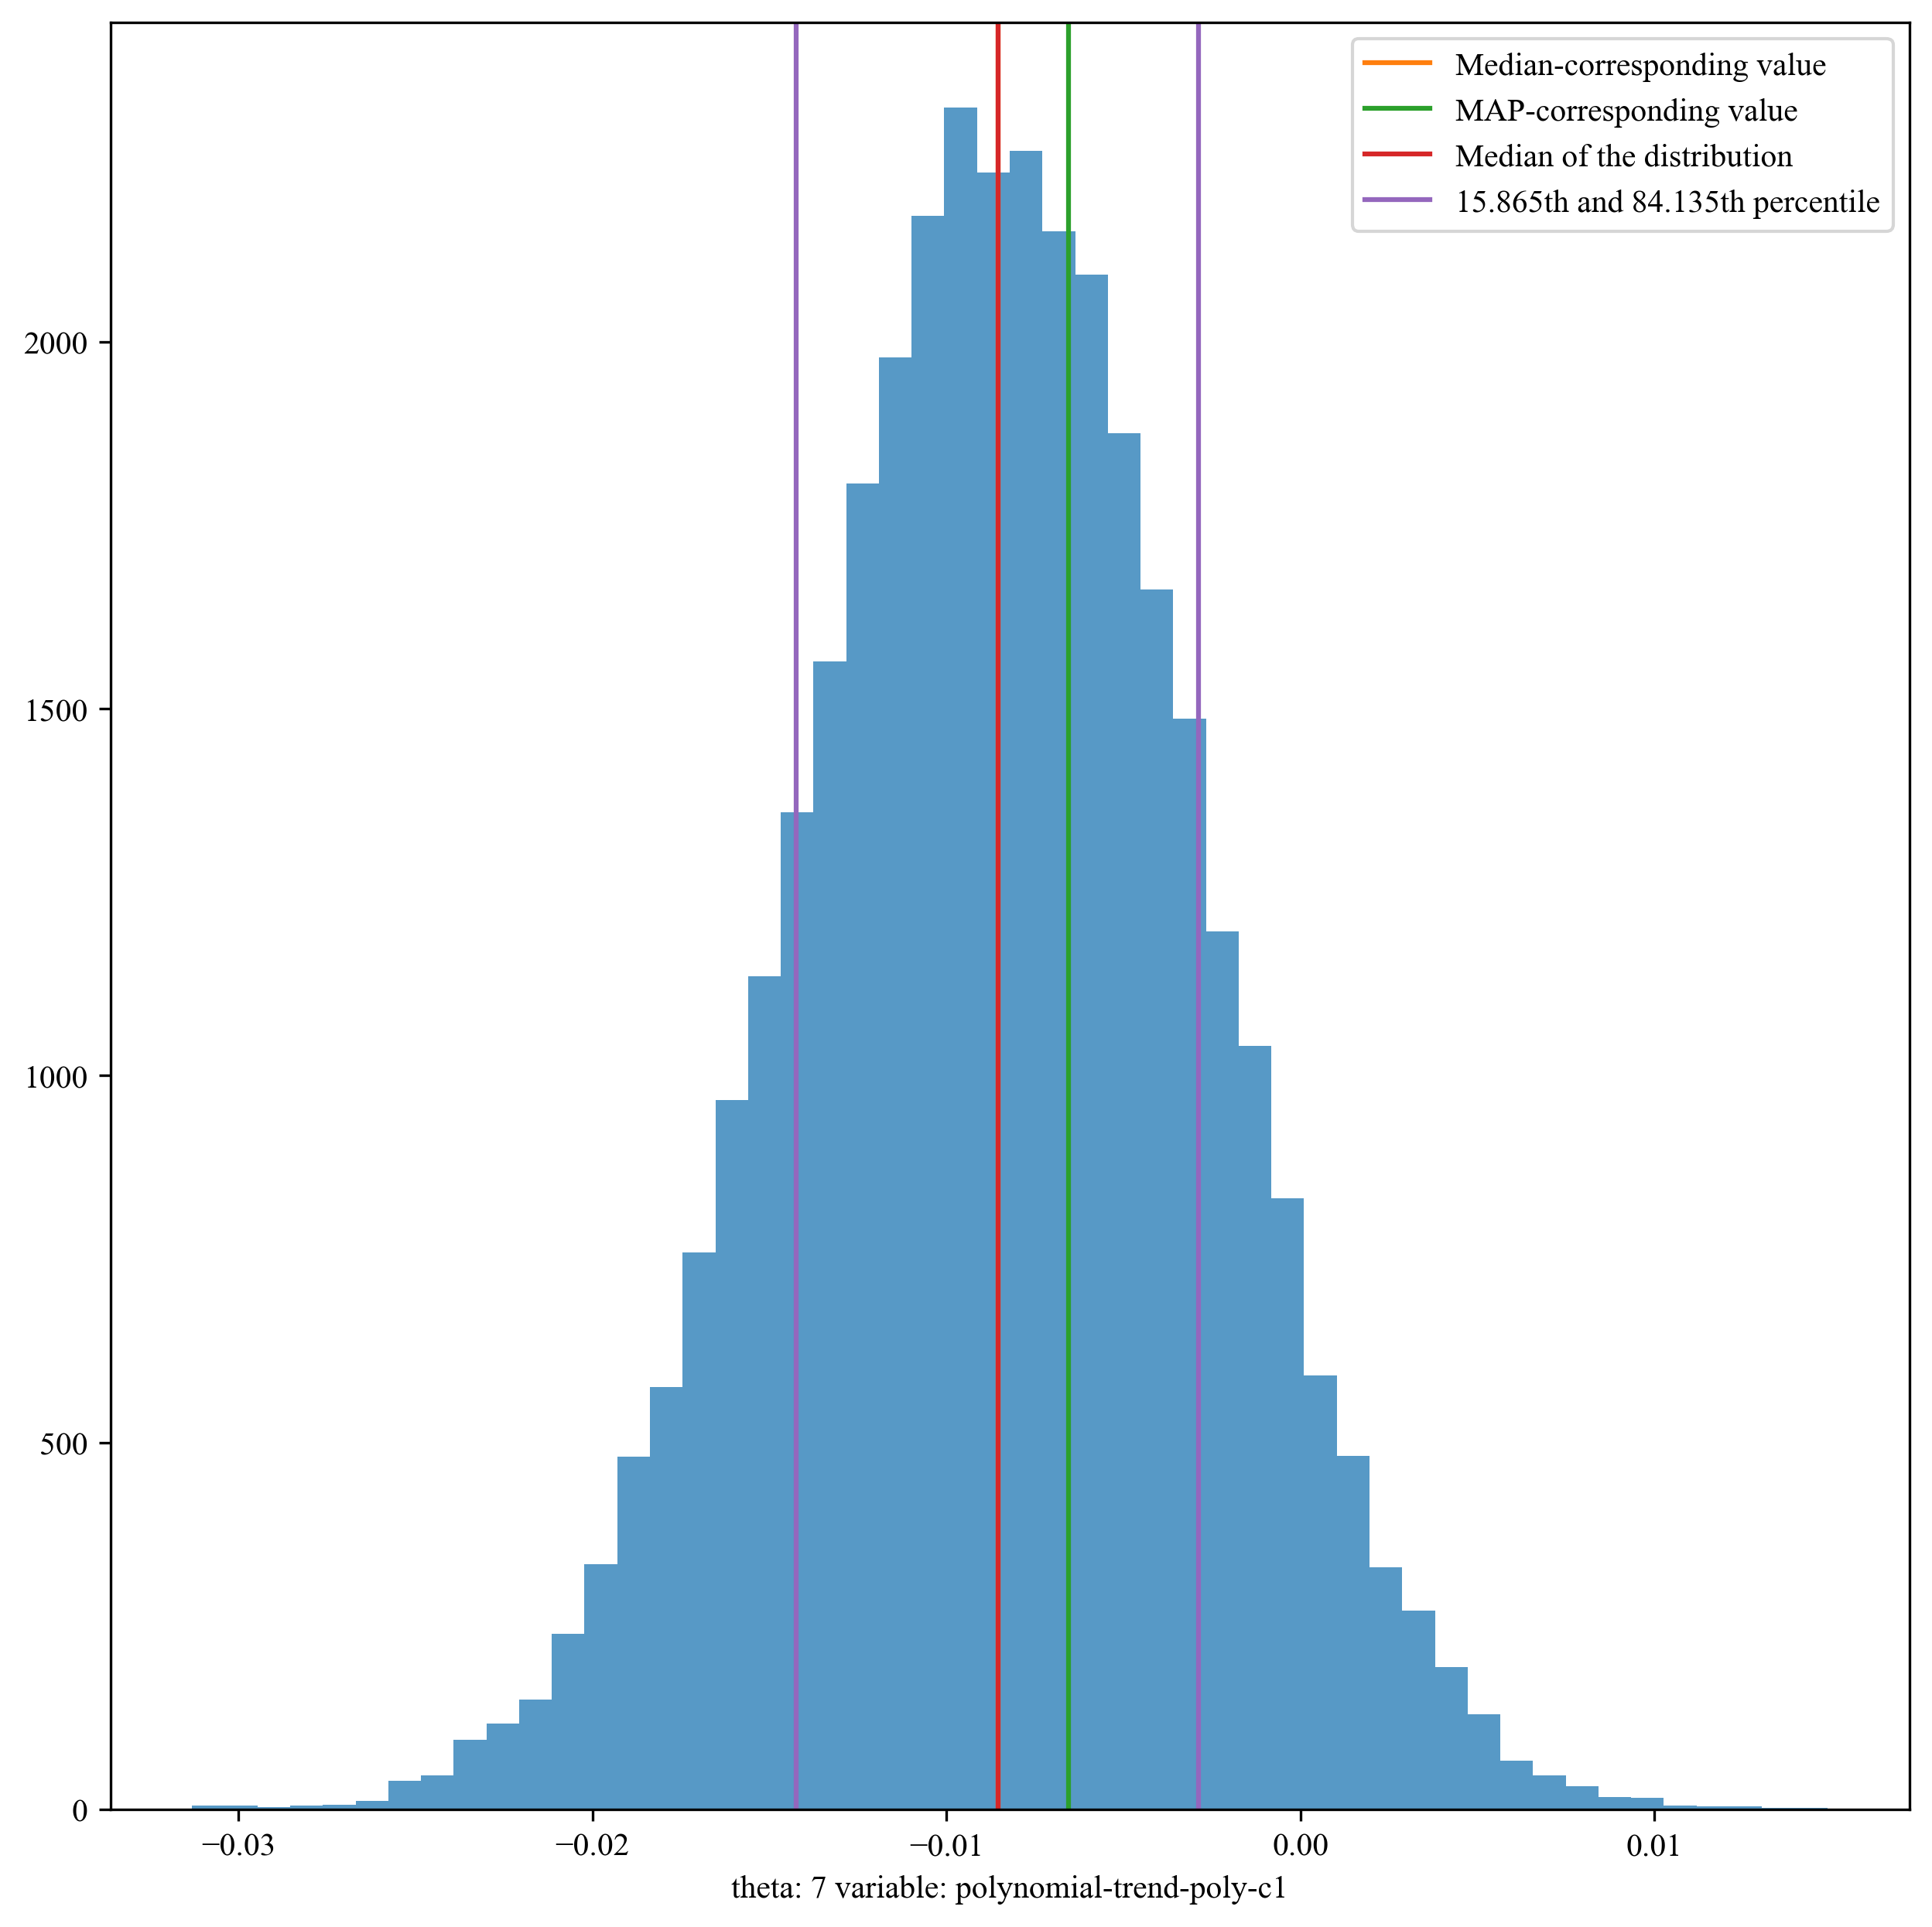 Median-corresponding value
MAP-corresponding value
Median of the distribution
15.865th and 84.135th percentile
2000
1500
1000
500
0
−0.03
−0.02
−0.01
0.00
0.01
theta: 7 variable: polynomial-trend-poly-c1